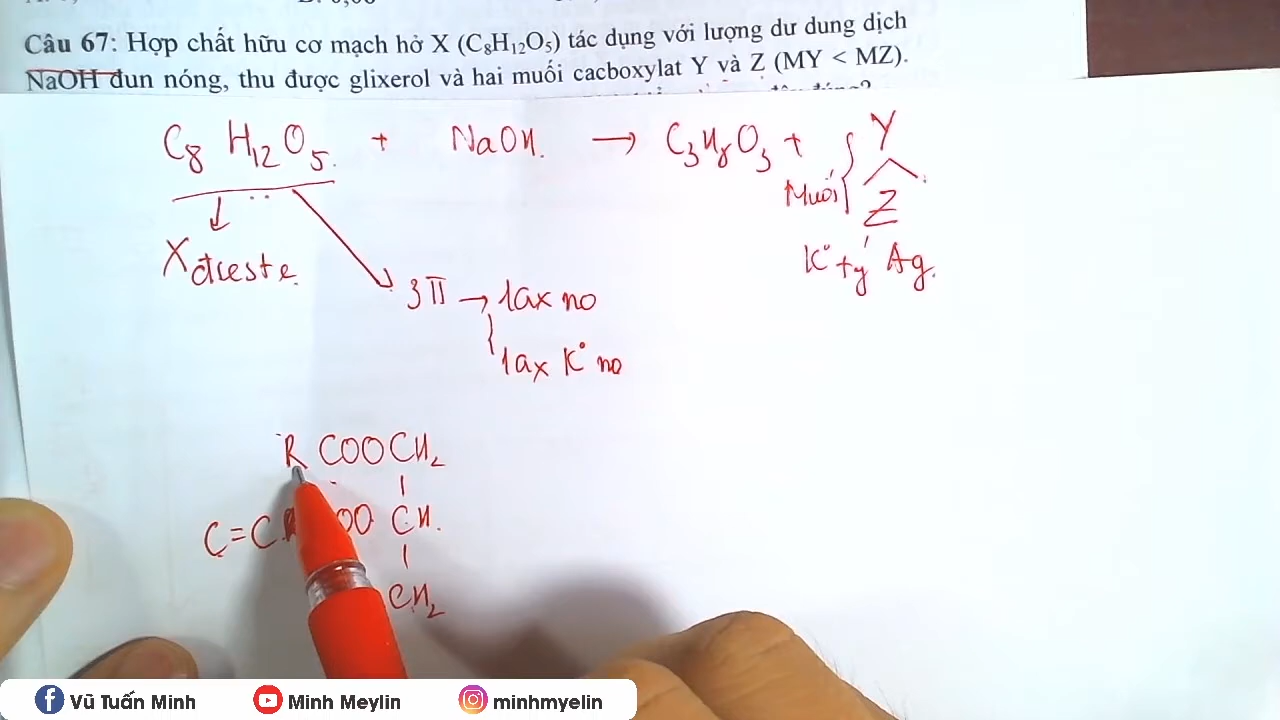 Câu 67: Hợp chất hữu cơ mạch hở X (C₈H₁₂O₅) tác dụng với lượng dư dung dịch
NaOH đun nóng, thu được glixerol và hai muối cacboxylat Y và Z (MY < MZ).
C₈H₁₂O₅ + NaOH → C₃H₈O₃ + Y
Muối Z
X đieste
K° + ý Ag
3π → 1ax no
1ax K° no
R COOCH₂
C=C OO CH
CH₂
Vũ Tuấn Minh
Minh Meylin
minhmyelin